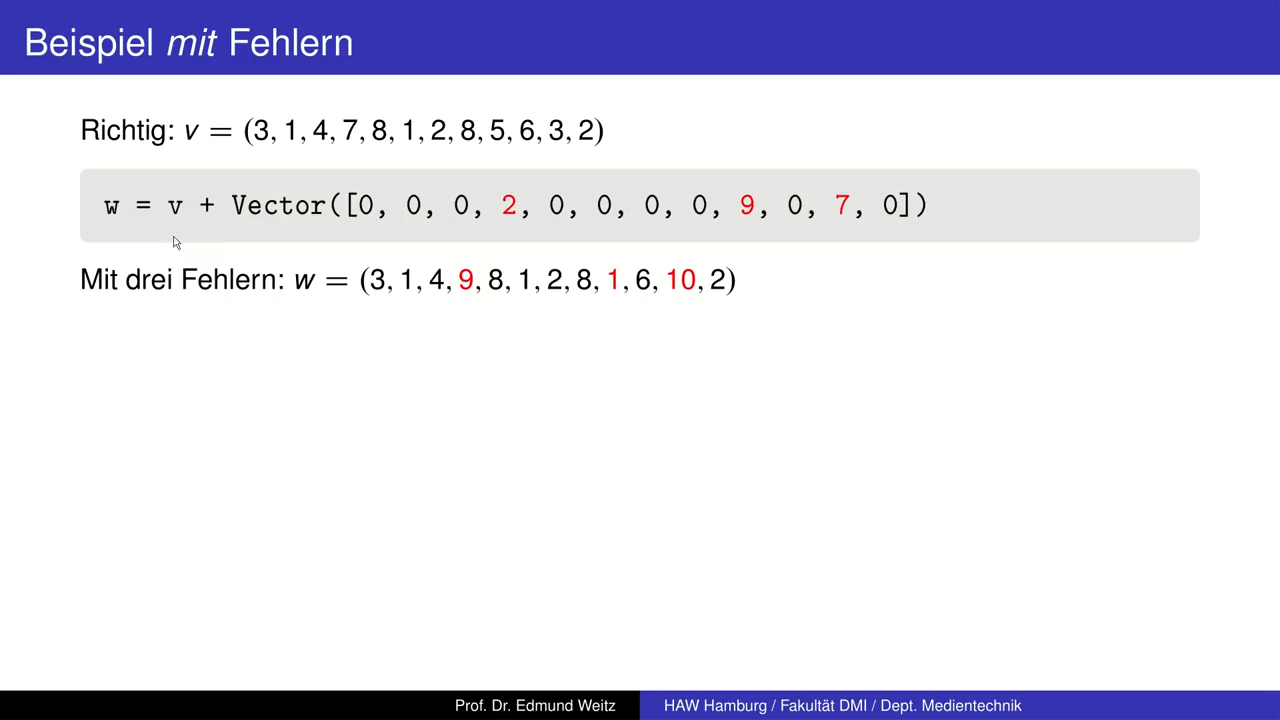 Beispiel mit Fehlern
Richtig: v = (3, 1, 4, 7, 8, 1, 2, 8, 5, 6, 3, 2)
w = v + Vector([0, 0, 0, 2, 0, 0, 0, 0, 9, 0, 7, 0])
Mit drei Fehlern: w = (3, 1, 4, 9, 8, 1, 2, 8, 1, 6, 10, 2)
Prof. Dr. Edmund Weitz HAW Hamburg / Fakultät DMI / Dept. Medientechnik